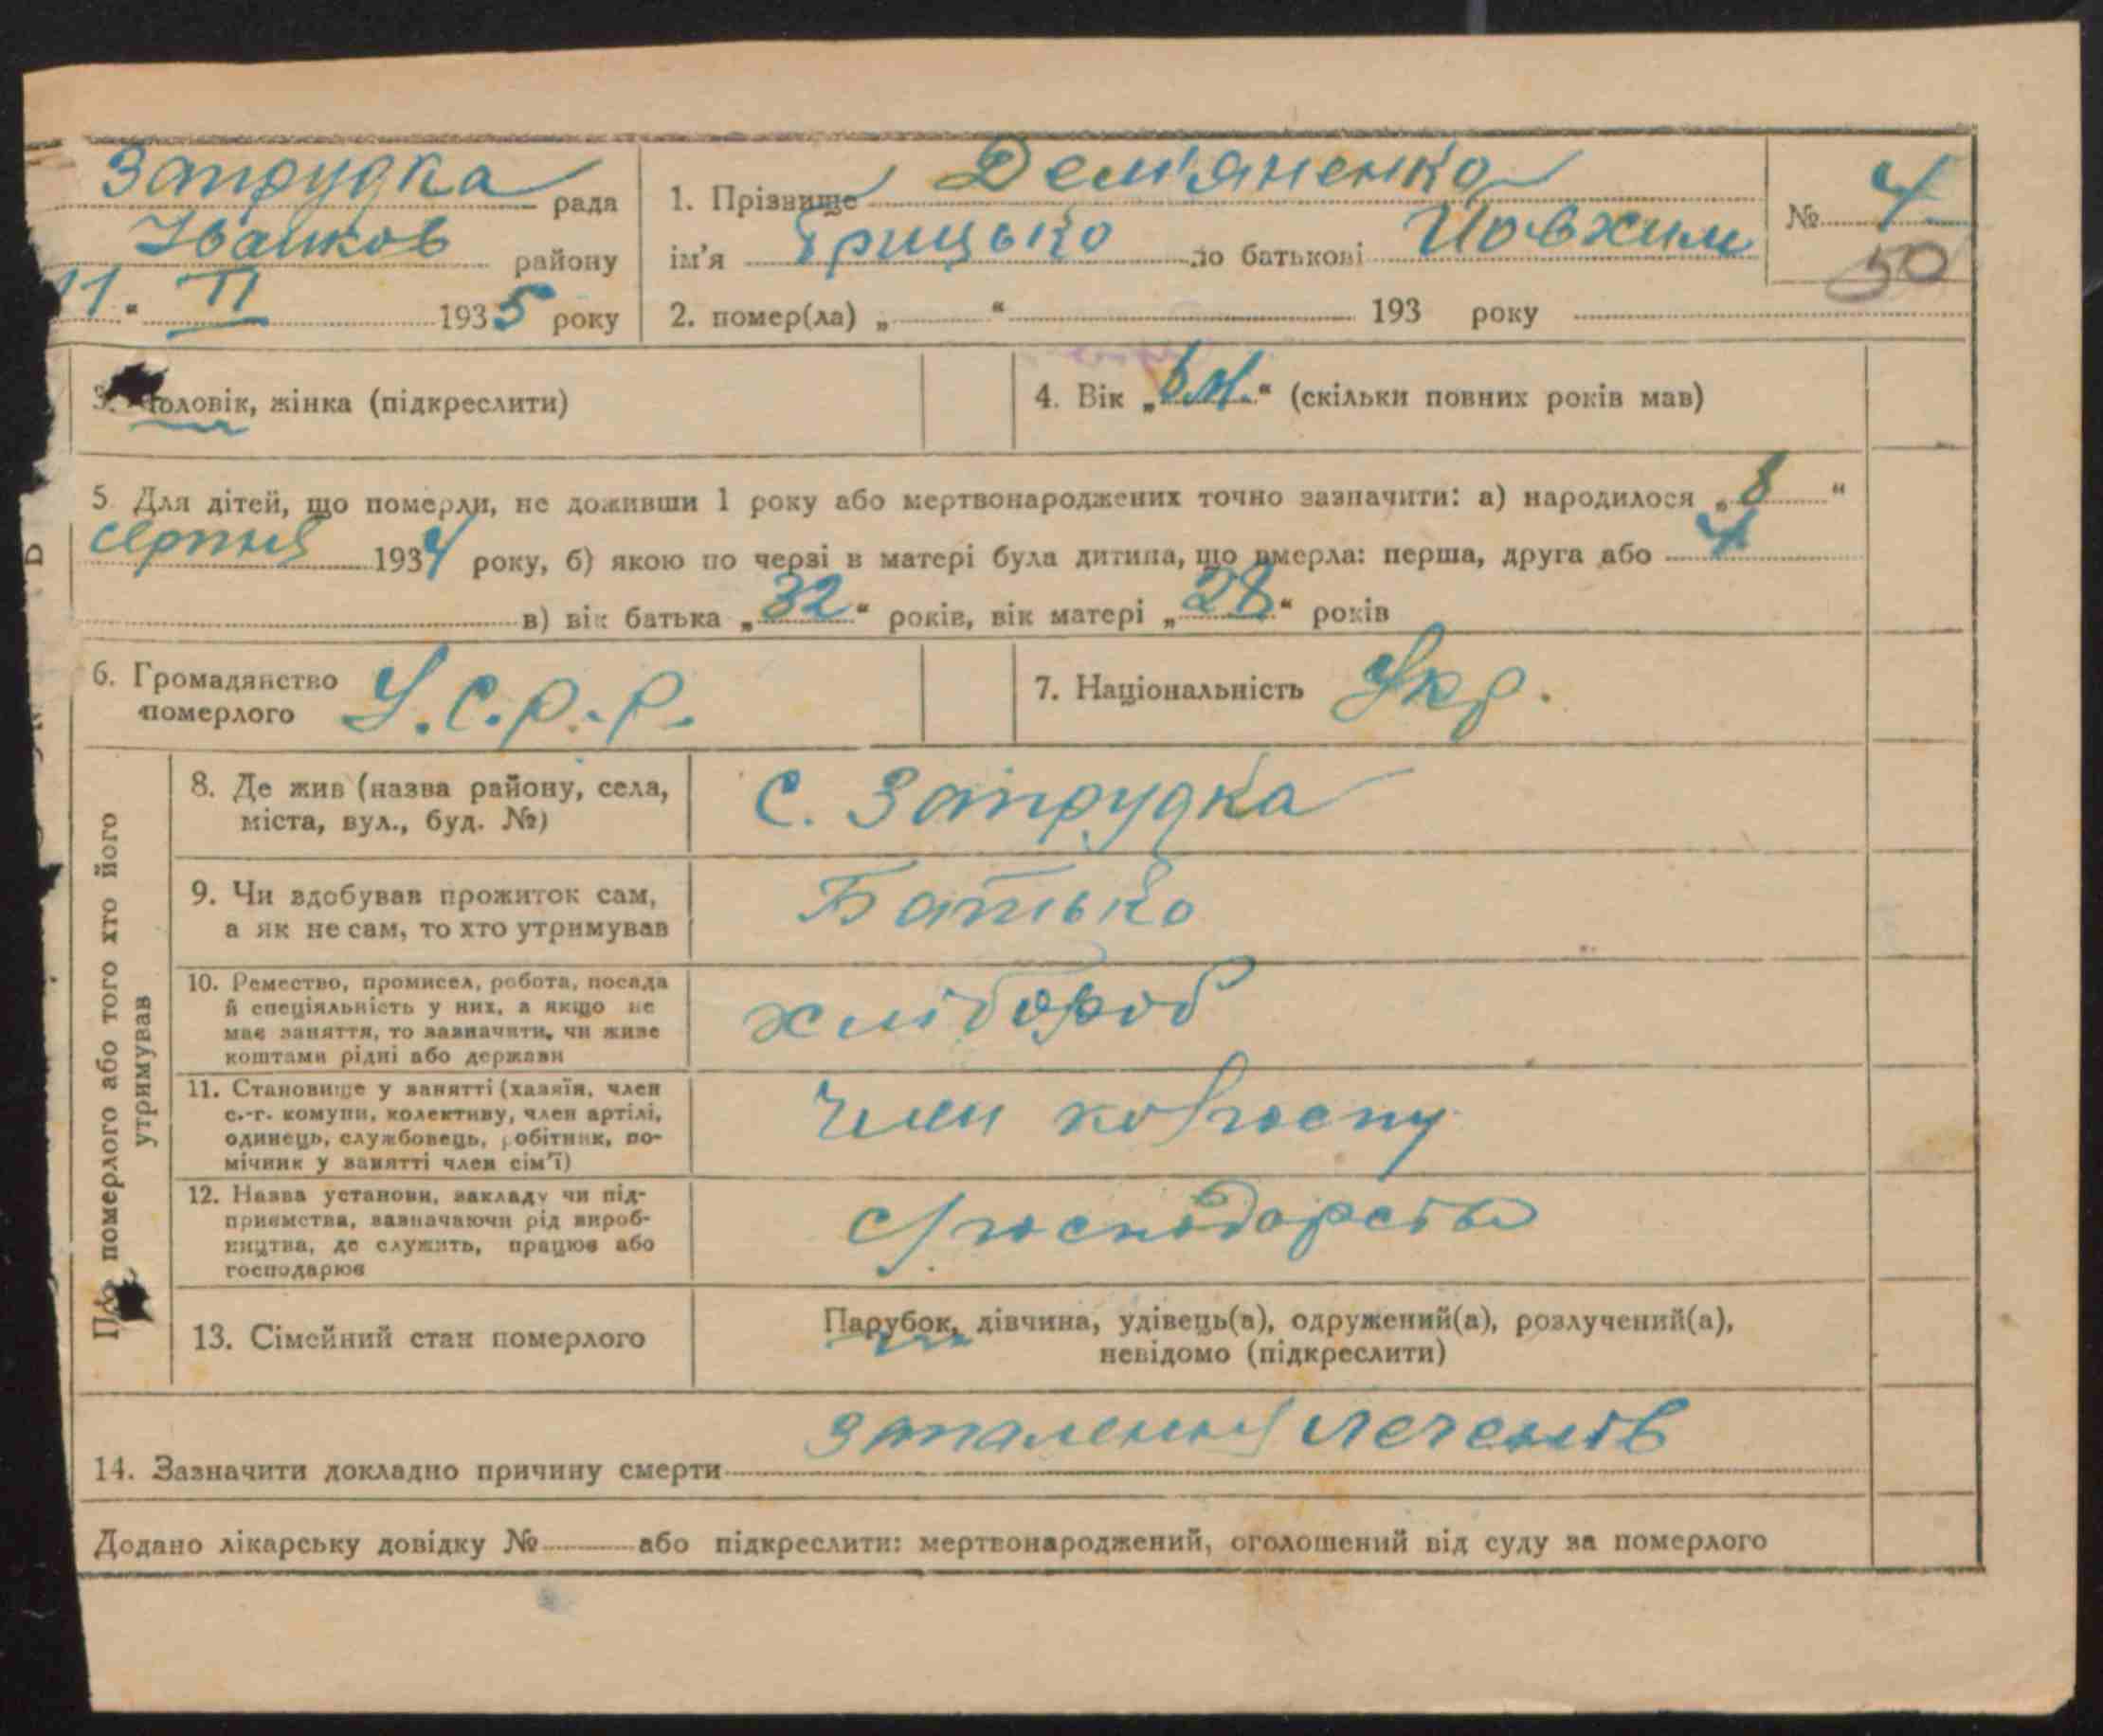 Запрудка рада
Іванков району
11 " II 1935 року
1. Прізвище Дем'яненко
ім'я Грицько по батькові Йовхим
№ 4
50
2. помер(ла) „ “ 193 року
3. Чоловік, жінка (підкреслити)
4. Вік „6 м.“ (скільки повних років мав)
5. Для дітей, що померли, не доживши 1 року або мертвонароджених точно зазначити: а) народилося „8“
серпня 1934 року, б) якою по черзі в матері була дитина, що вмерла: перша, друга або 4
в) вік батька „32“ років, вік матері „28“ років
6. Громадянство
померлого
У.С.Р.Р.
7. Національність Укр.
померлого або того хто його
утримував
8. Де жив (назва району, села,
міста, вул., буд. №)
С. Запрудка
9. Чи здобував прожиток сам,
а як не сам, то хто утримував
Батько
10. Ремество, промисел, робота, посада
й спеціяльність у них, а якщо не
має заняття, то зазначити, чи живе
коштами рідні або держави
хлібороб
11. Становище у занятті (хазяїн, член
с.-г. комуни, колективу, член артілі,
одинець, службовець, робітник, по-
мічник у занятті член сім'ї)
член колгоспу
12. Назва установи, закладу чи під-
приємства, зазначаючи рід вироб-
ництва, де служить, працює або
господарює
с/господарство
13. Сімейний стан померлого
Парубок, дівчина, удівець(а), одружений(а), розлучений(а),
невідомо (підкреслити)
14. Зазначити докладно причину смерти запалення легенів
Додано лікарську довідку № або підкреслити: мертвонароджений, оголошений від суду за померлого